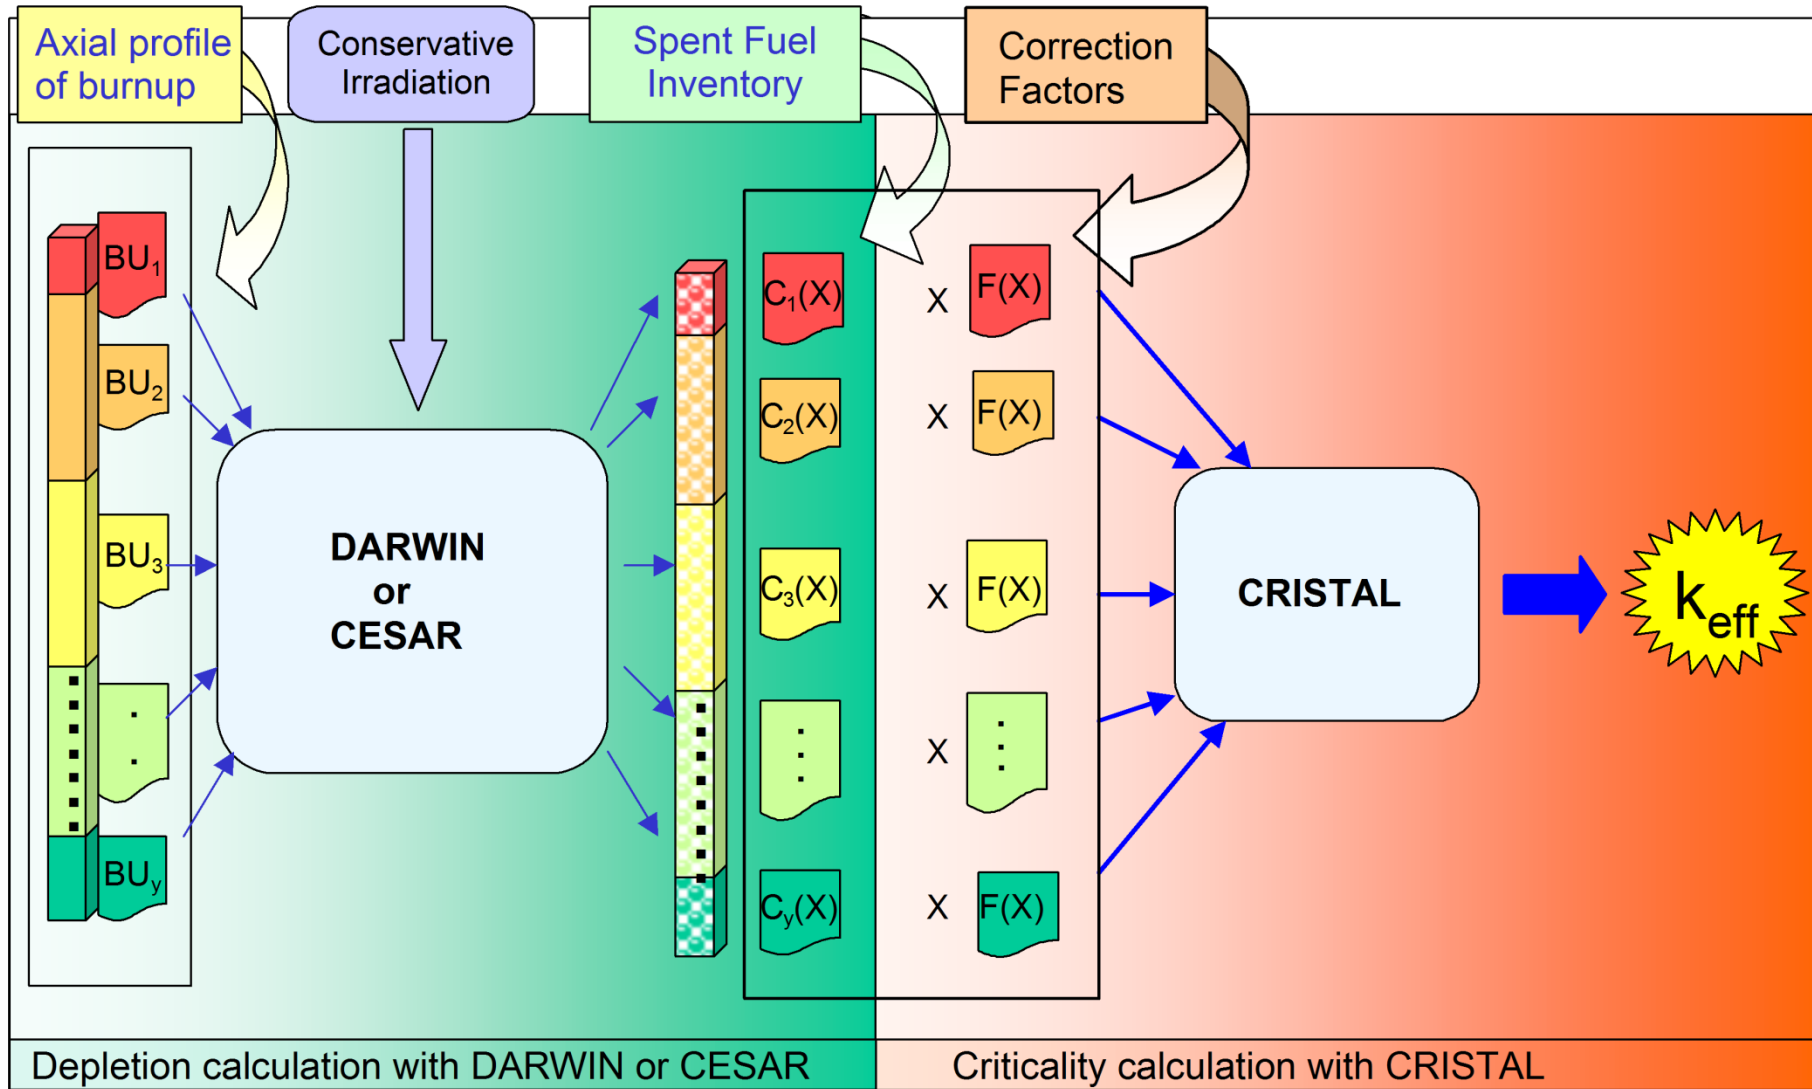 Axial profile
of burnup
Conservative
Irradiation
Spent Fuel
Inventory
Correction
Factors
BU1
BU2
BU3
BUy
DARWIN
or
CESAR
C1(X) X F(X)
C2(X) X F(X)
C3(X) X F(X)
X
Cy(X) X F(X)
CRISTAL
keff
Depletion calculation with DARWIN or CESAR
Criticality calculation with CRISTAL